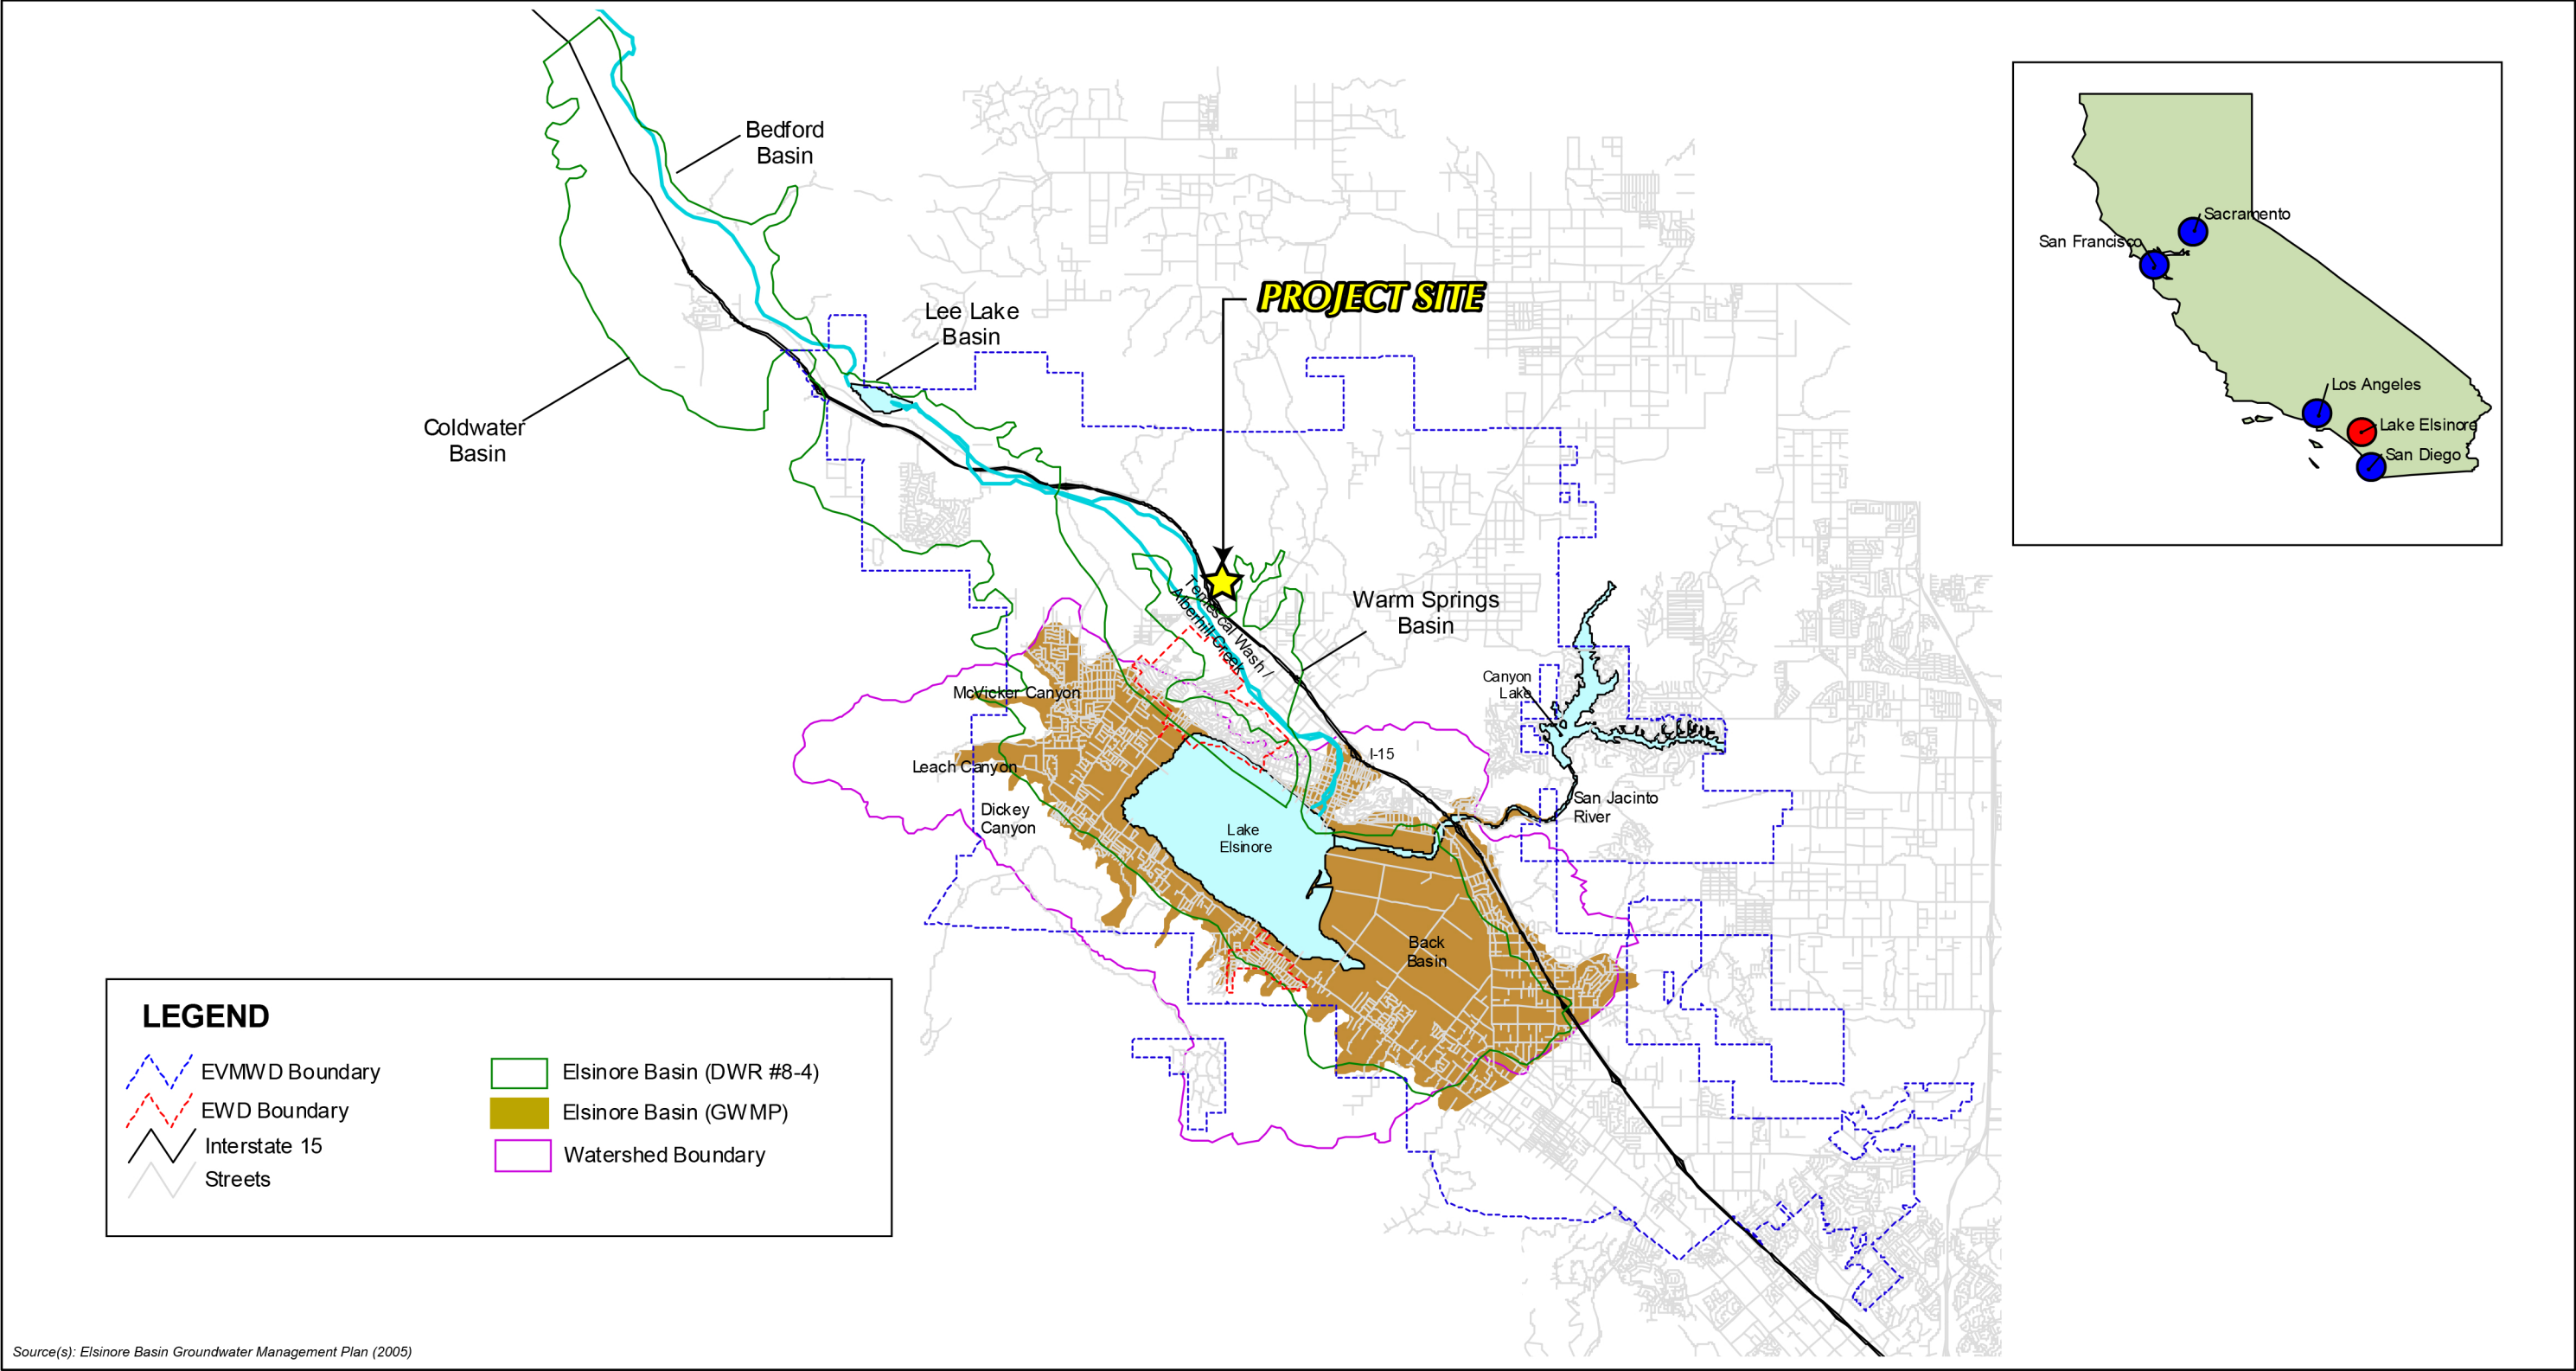 Bedford
Basin
Sacramento
San Francisco
PROJECT SITE
Lee Lake
Basin
Los Angeles
Lake Elsinore
San Diego
Coldwater
Basin
Temescal Wash /
Alberhill Creek
Warm Springs
Basin
Canyon
Lake
McVicker Canyon
I-15
Leach Canyon
San Jacinto
River
Dickey
Canyon
Lake
Elsinore
Back
Basin
LEGEND
EVMWD Boundary
EWD Boundary
Interstate 15
Streets
Elsinore Basin (DWR #8-4)
Elsinore Basin (GWMP)
Watershed Boundary
Source(s): Elsinore Basin Groundwater Management Plan (2005)